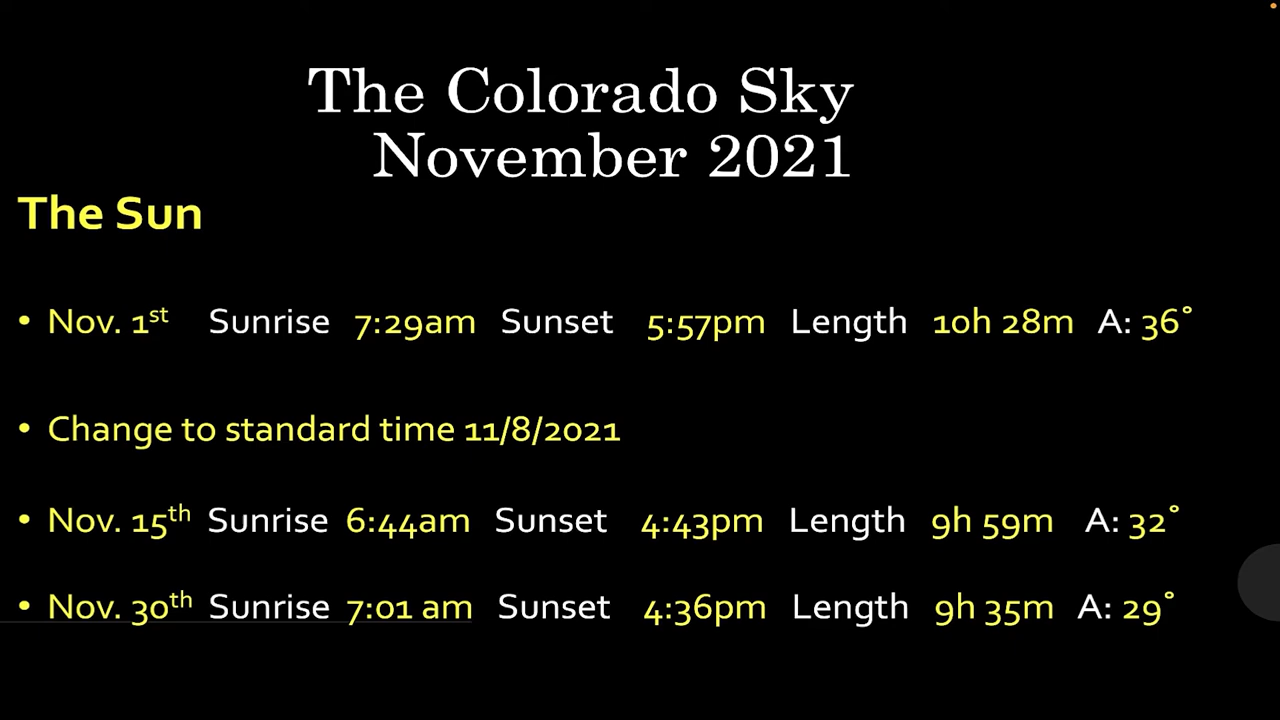 The Colorado Sky
November 2021
The Sun
• Nov. 1st Sunrise 7:29am Sunset 5:57pm Length 10h 28m A: 36°
• Change to standard time 11/8/2021
• Nov. 15th Sunrise 6:44am Sunset 4:43pm Length 9h 59m A: 32°
• Nov. 30th Sunrise 7:01 am Sunset 4:36pm Length 9h 35m A: 29°